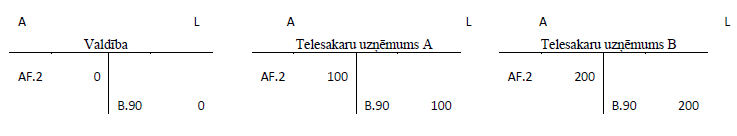 A L A L A L
Valdība Telesakaru uzņēmums A Telesakaru uzņēmums B
AF.2 0 AF.2 100 AF.2 200
B.90 0 B.90 100 B.90 200